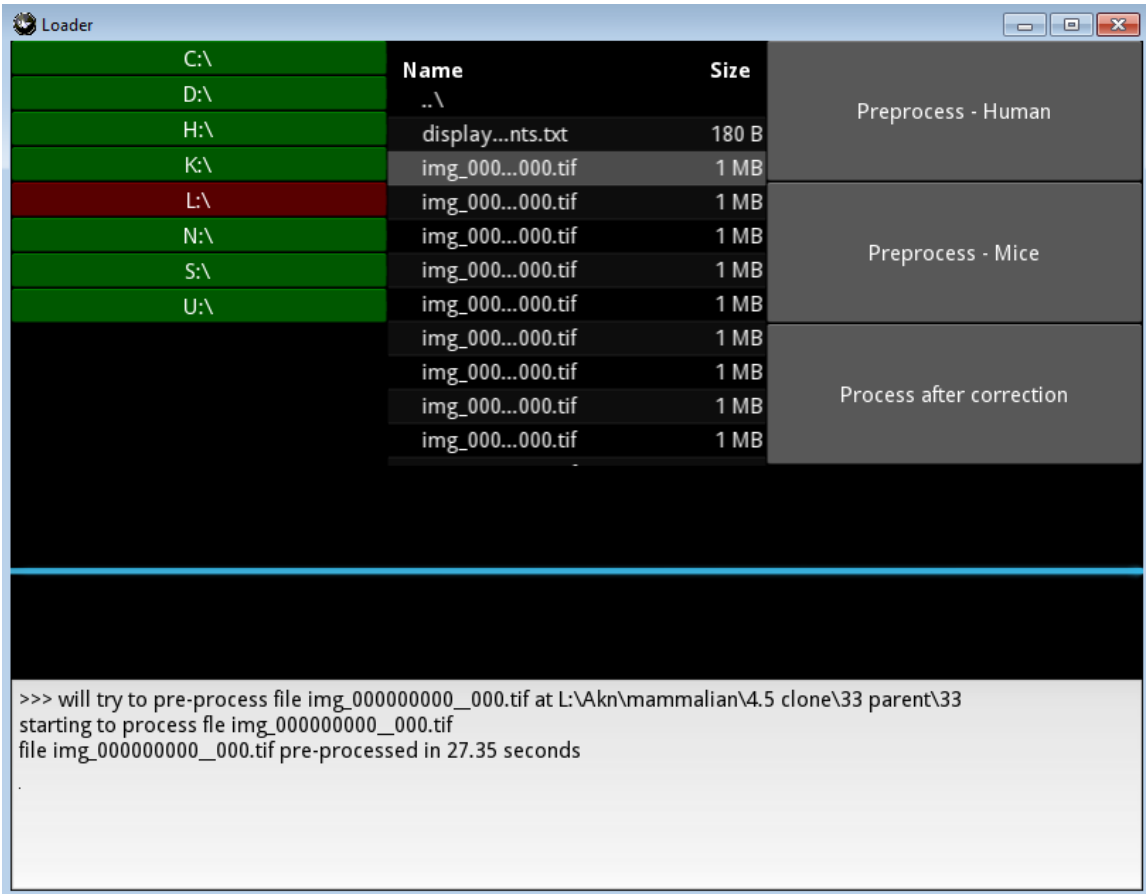 Loader
C:\
D:\
H:\
K:\
L:\
N:\
S:\
U:\
Name Size
..\
display...nts.txt 180 B
img_000...000.tif 1 MB
img_000...000.tif 1 MB
img_000...000.tif 1 MB
img_000...000.tif 1 MB
img_000...000.tif 1 MB
img_000...000.tif 1 MB
img_000...000.tif 1 MB
img_000...000.tif 1 MB
img_000...000.tif 1 MB
Preprocess - Human
Preprocess - Mice
Process after correction
>>> will try to pre-process file img_000000000__000.tif at L:\Akn\mammalian\4.5 clone\33 parent\33
starting to process fle img_000000000__000.tif
file img_000000000__000.tif pre-processed in 27.35 seconds
.